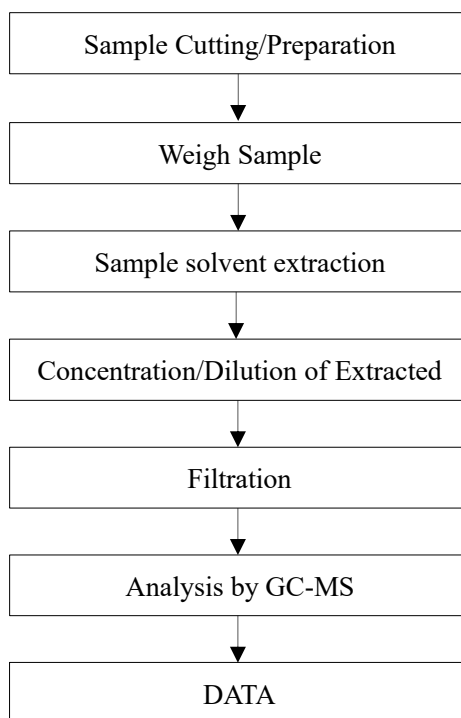 Sample Cutting/Preparation
Weigh Sample
Sample solvent extraction
Concentration/Dilution of Extracted
Filtration
Analysis by GC-MS
DATA